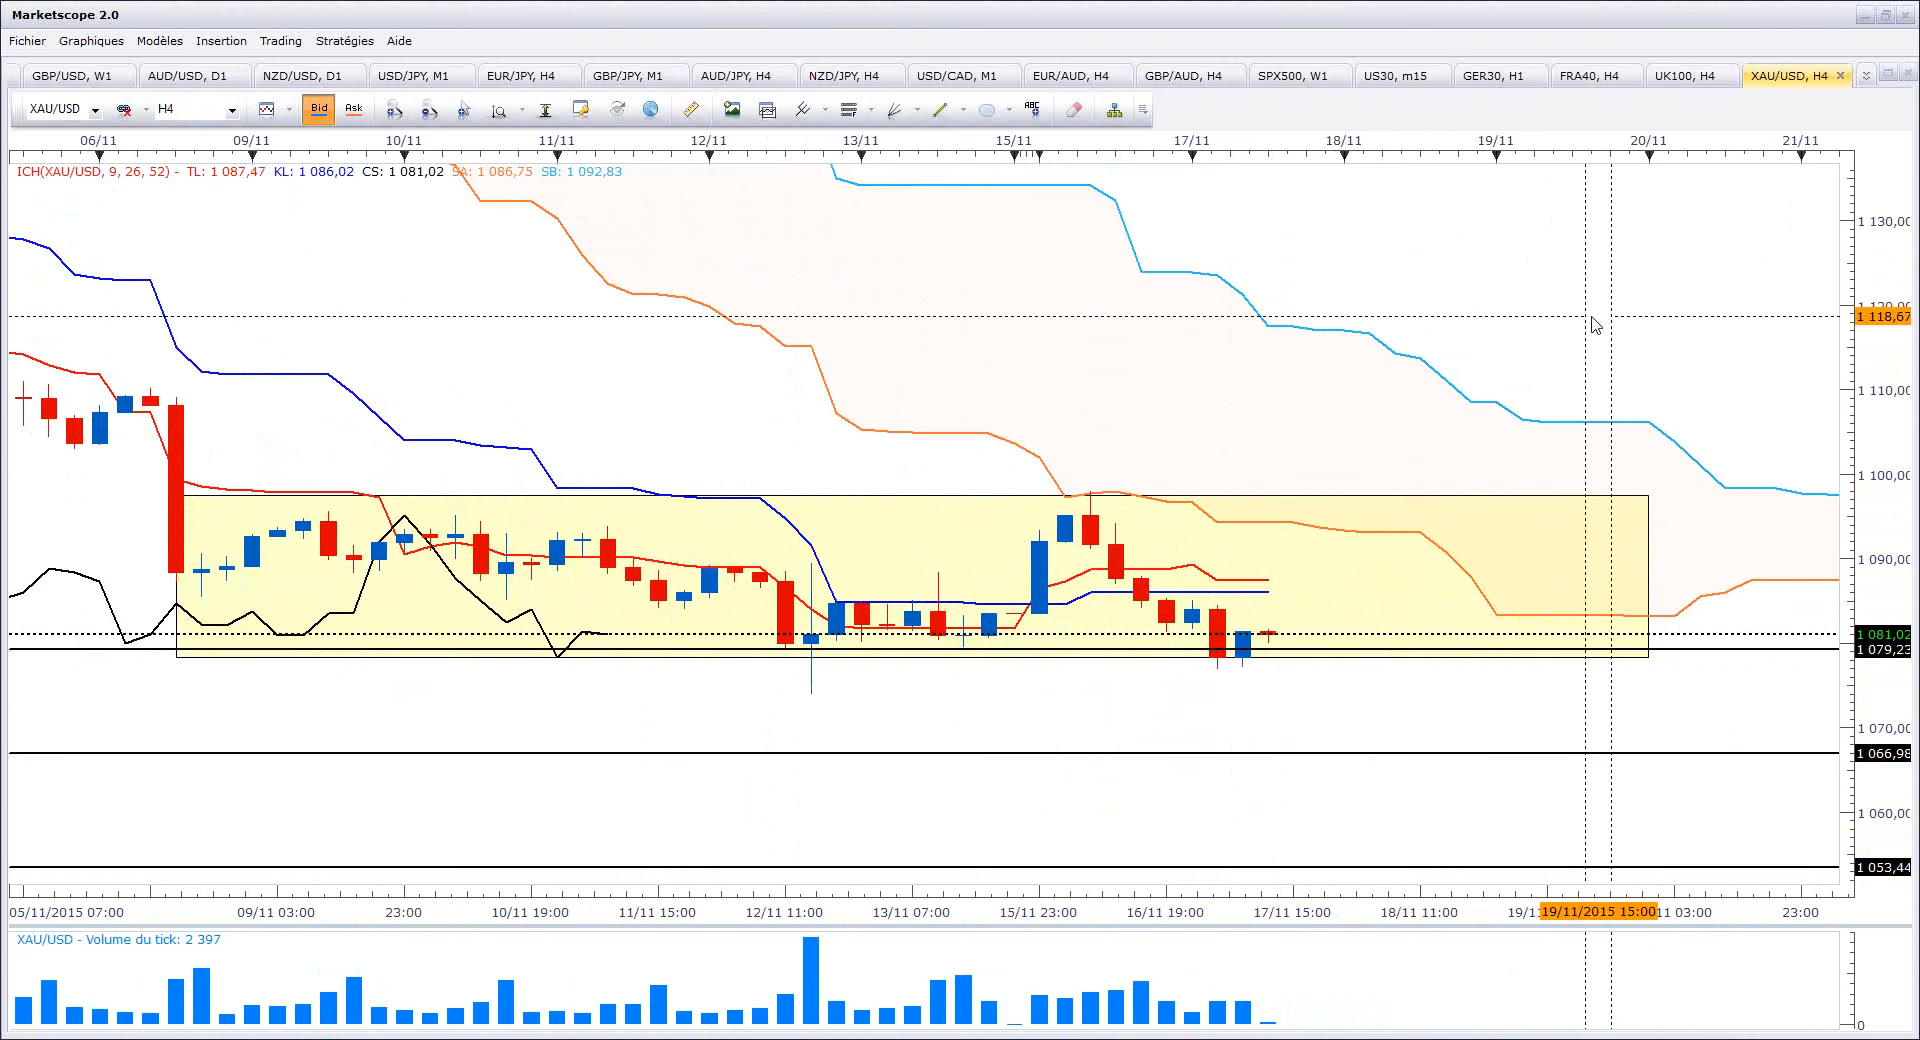 Marketscope 2.0
Fichier Graphiques Modèles Insertion Trading Stratégies Aide
GBP/USD, W1 AUD/USD, D1 NZD/USD, D1 USD/JPY, M1 EUR/JPY, H4 GBP/JPY, M1 AUD/JPY, H4 NZD/JPY, H4 USD/CAD, M1 EUR/AUD, H4 GBP/AUD, H4 SPX500, W1 US30, m15 GER30, H1 FRA40, H4 UK100, H4 XAU/USD, H4
XAU/USD H4 Bid Ask ABC
06/11 09/11 10/11 11/11 12/11 13/11 15/11 17/11 18/11 19/11 20/11 21/11
ICH(XAU/USD, 9, 26, 52) - TL: 1 087,47 KL: 1 086,02 CS: 1 081,02 SA: 1 086,75 SB: 1 092,83
1 130,00
1 120,00
1 118,67
1 110,00
1 100,00
1 090,00
1 081,02
1 079,23
1 070,00
1 066,98
1 060,00
1 053,44
05/11/2015 07:00 09/11 03:00 23:00 10/11 19:00 11/11 15:00 12/11 11:00 13/11 07:00 15/11 23:00 16/11 19:00 17/11 15:00 18/11 11:00 19/1 19/11/2015 15:00 11 03:00 23:00
XAU/USD - Volume du tick: 2 397
0